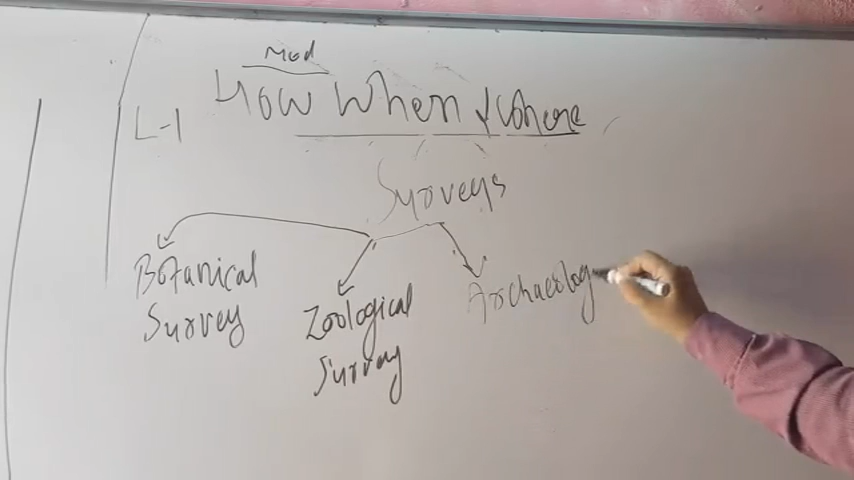 Mod
L-1 How When & Where
Surveys
Botanical
Survey
Zoological
Survey
Archaeolog